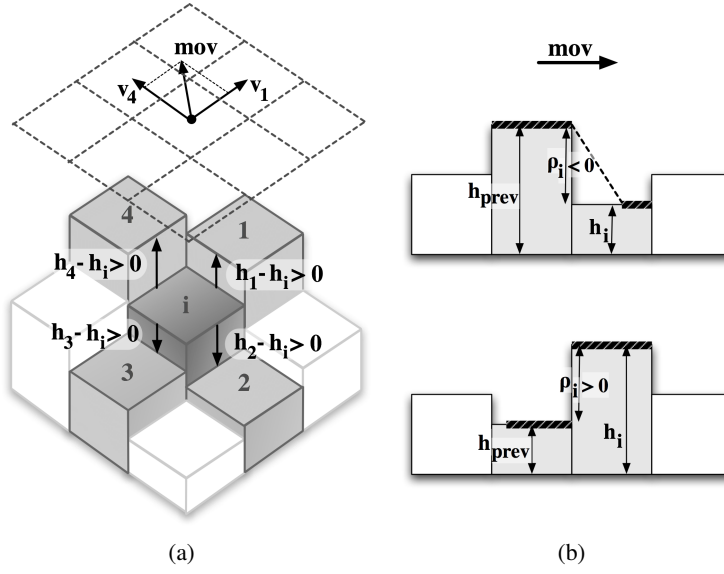 mov
v4
v1
4
1
h4-hi>0
h1-hi>0
i
h3-hi>0
h2-hi>0
3
2
(a)
mov
ρi<0
hprev
hi
ρi>0
hprev
hi
(b)